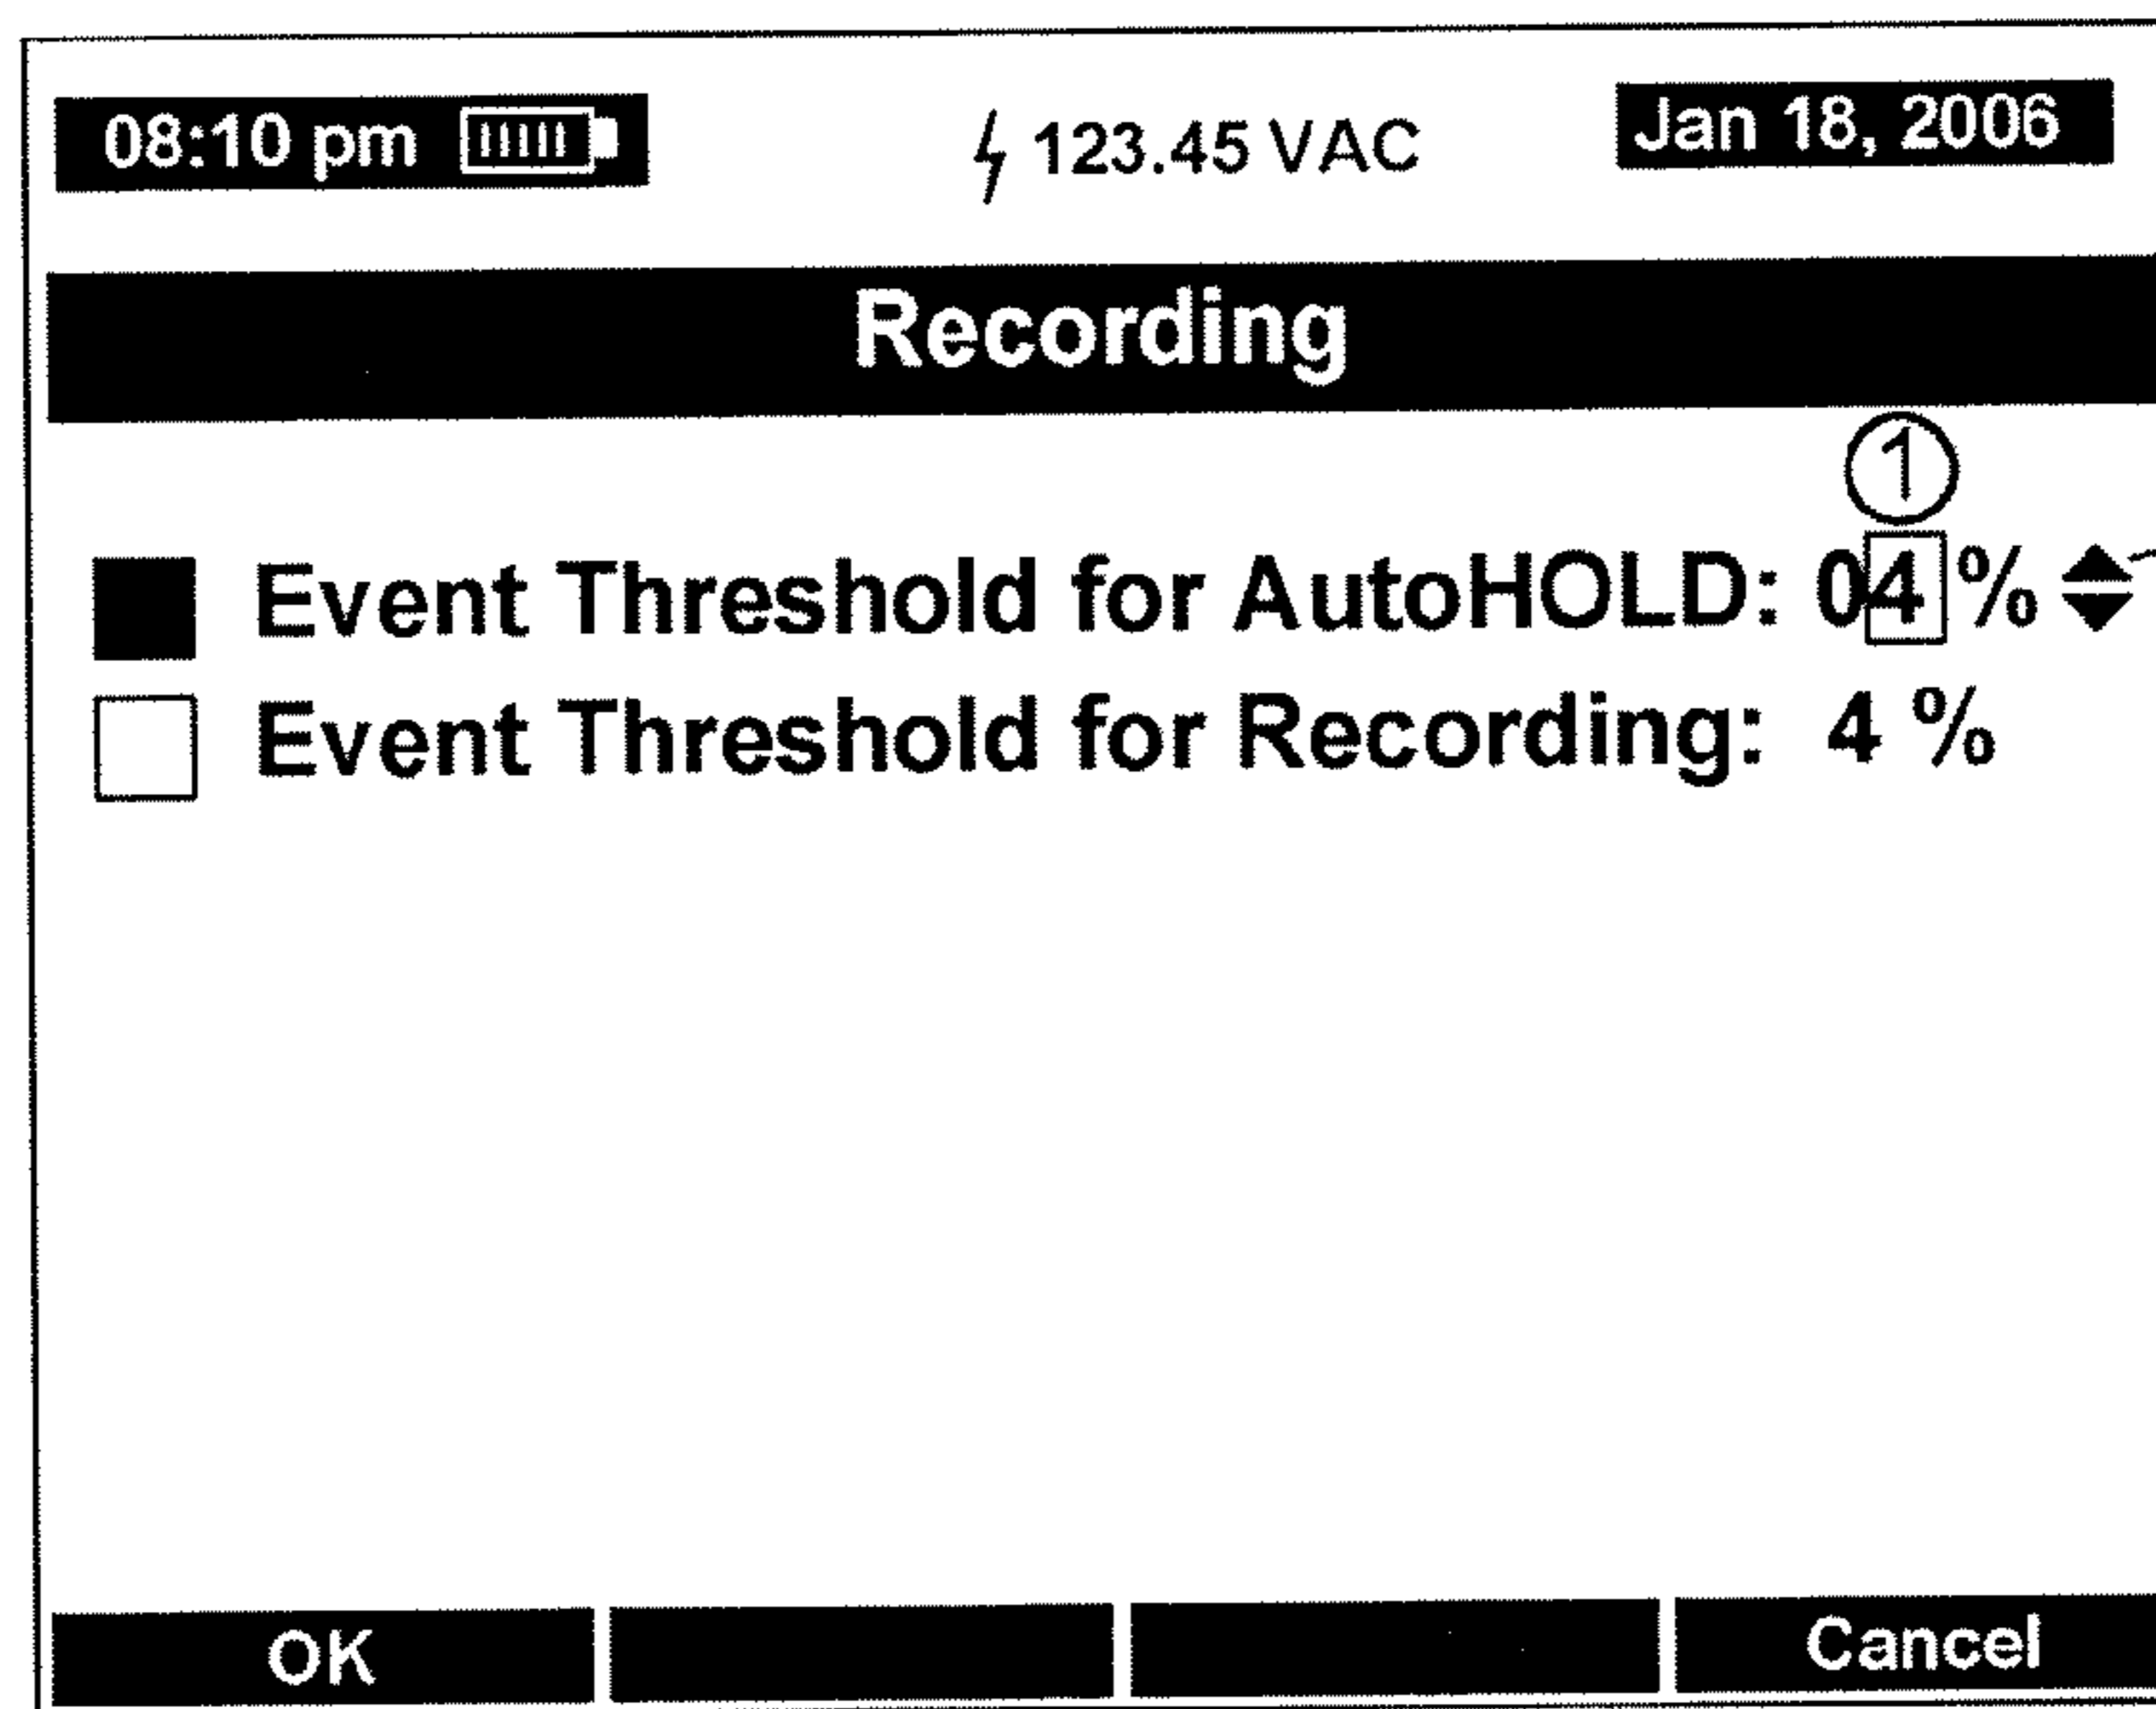 08:10 pm 123.45 VAC Jan 18, 2006
Recording
1
Event Threshold for AutoHOLD: 04 %
Event Threshold for Recording: 4 %
OK Cancel